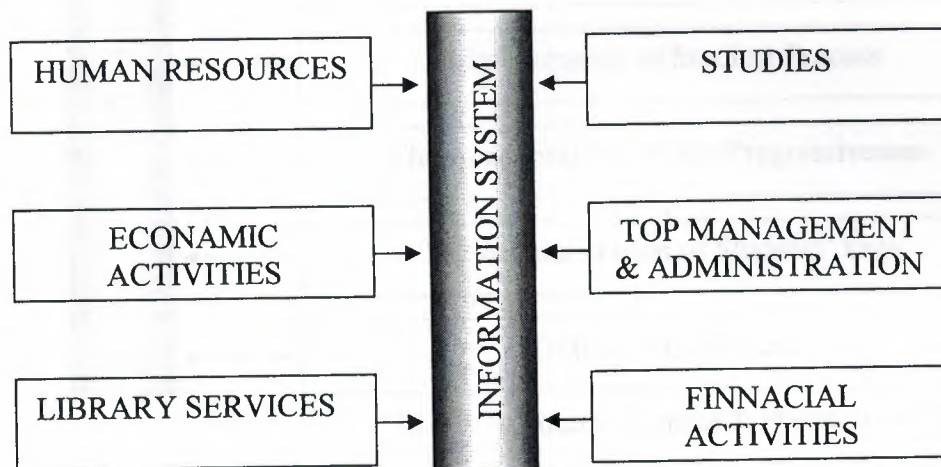 HUMAN RESOURCES
STUDIES
INFORMATION SYSTEM
ECONAMIC
ACTIVITIES
TOP MANAGEMENT
& ADMINISTRATION
LIBRARY SERVICES
FINNACIAL
ACTIVITIES